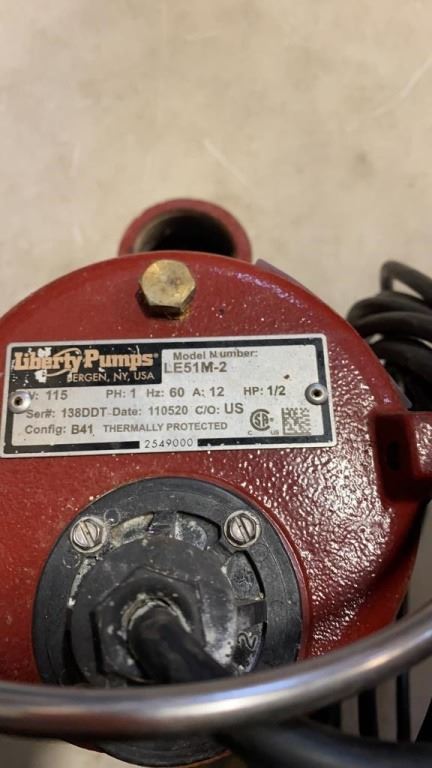 Liberty Pumps
BERGEN, NY, USA
Model Number:
LE51M-2
V: 115 PH: 1 Hz: 60 A: 12 HP: 1/2
Ser#: 138DDT Date: 110520 C/O: US
Config: B41 THERMALLY PROTECTED
C US
2549000